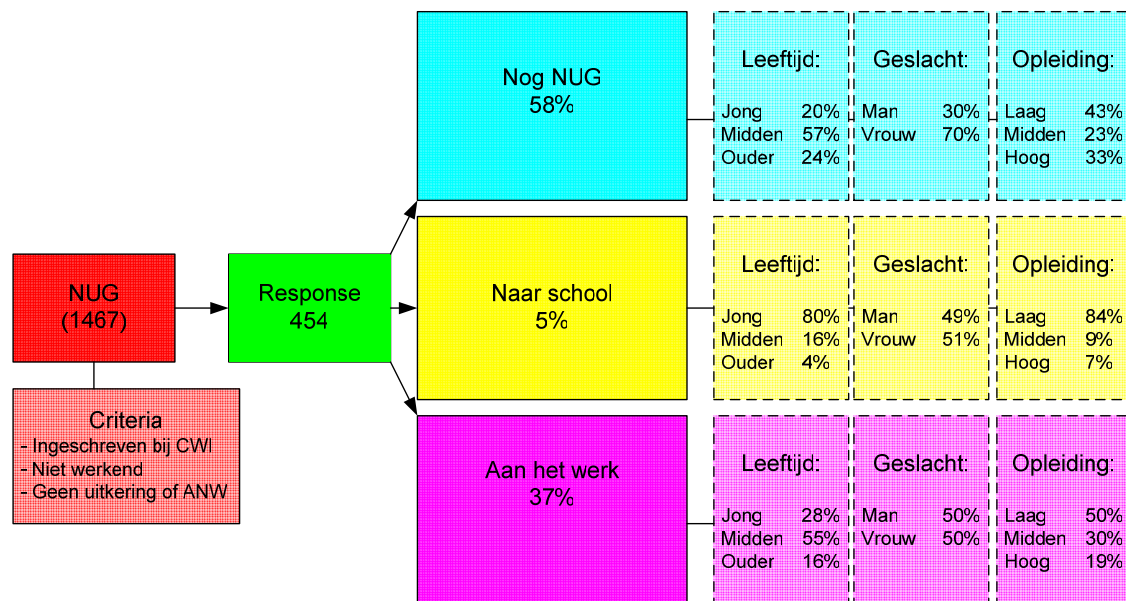 NUG
(1467)
Criteria
- Ingeschreven bij CWI
- Niet werkend
- Geen uitkering of ANW
Response
454
Nog NUG
58%
Leeftijd:
Jong 20%
Midden 57%
Ouder 24%
Geslacht:
Man 30%
Vrouw 70%
Opleiding:
Laag 43%
Midden 23%
Hoog 33%
Naar school
5%
Leeftijd:
Jong 80%
Midden 16%
Ouder 4%
Geslacht:
Man 49%
Vrouw 51%
Opleiding:
Laag 84%
Midden 9%
Hoog 7%
Aan het werk
37%
Leeftijd:
Jong 28%
Midden 55%
Ouder 16%
Geslacht:
Man 50%
Vrouw 50%
Opleiding:
Laag 50%
Midden 30%
Hoog 19%